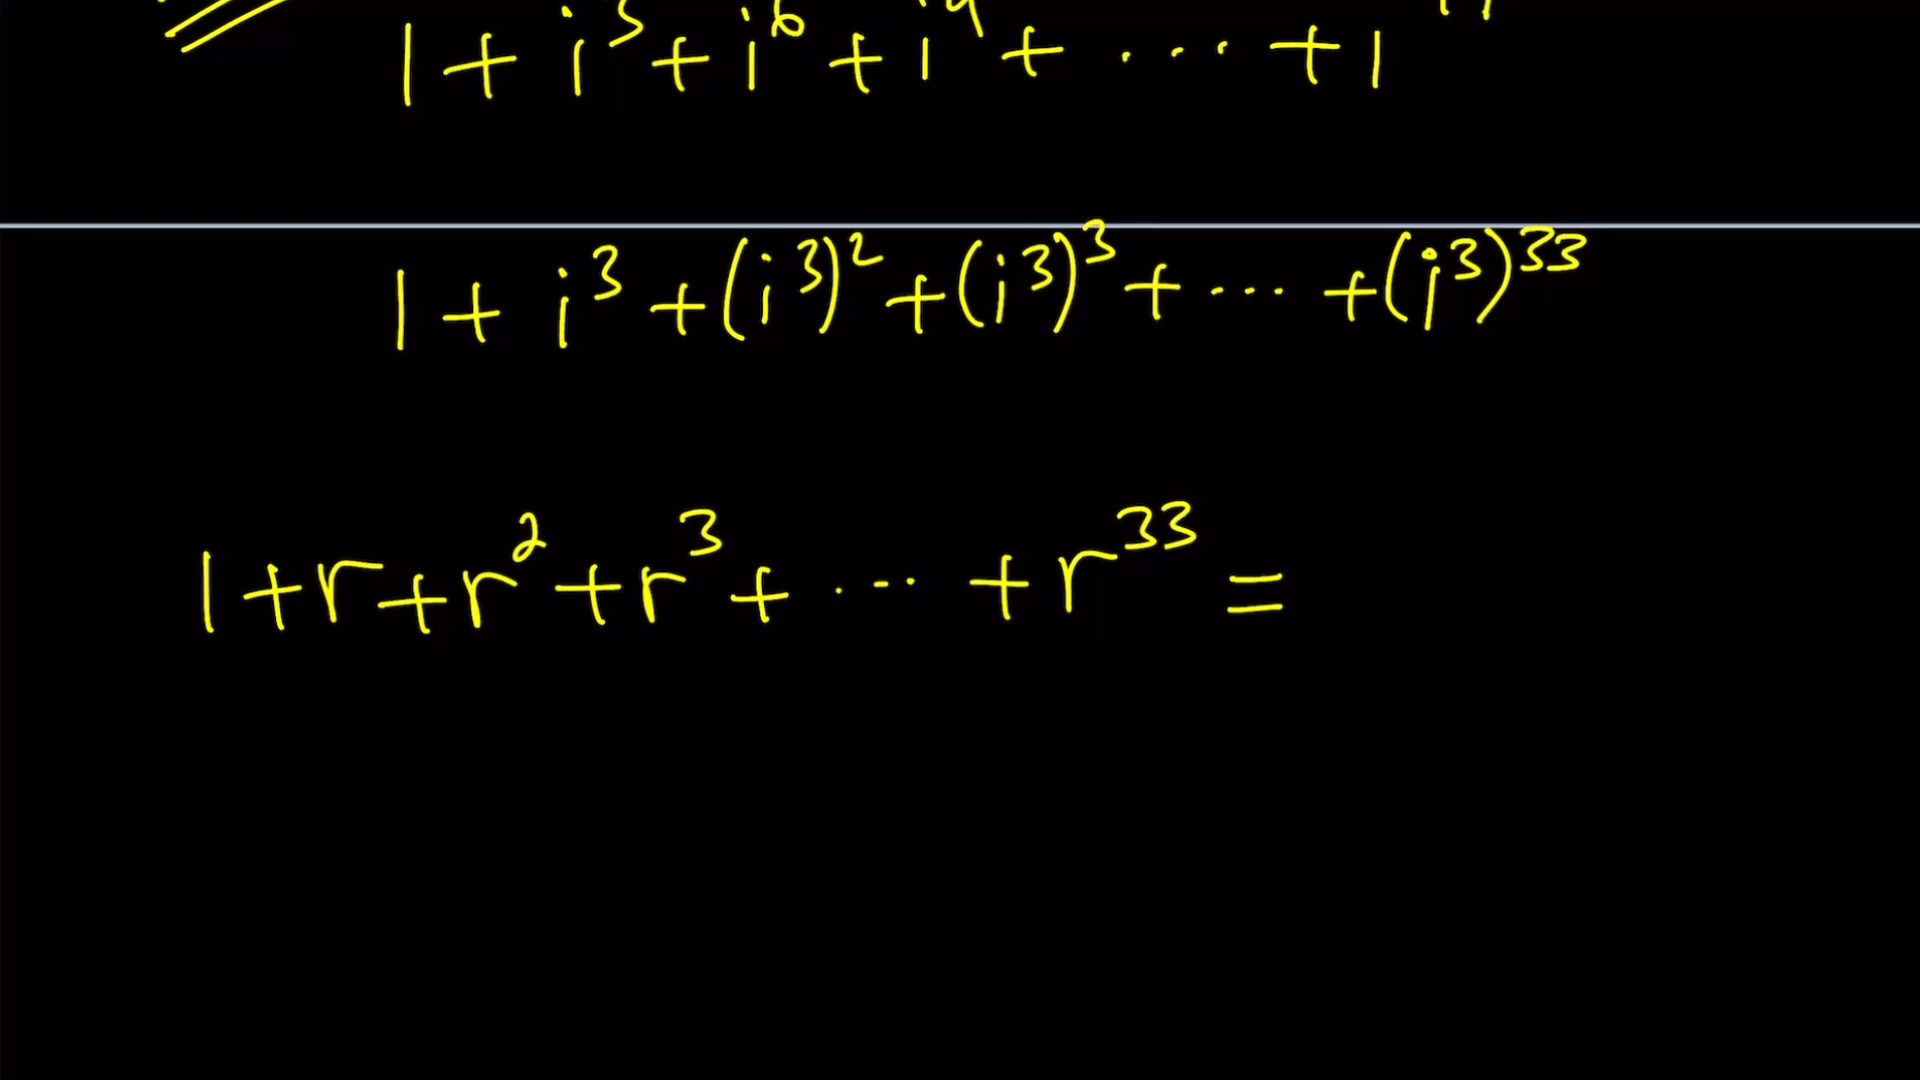 1 + i³ + i⁶ + i⁹ + ... + i
1 + i³ + (i³)² + (i³)³ + ... + (i³)³³
1 + r + r² + r³ + ... + r³³ =